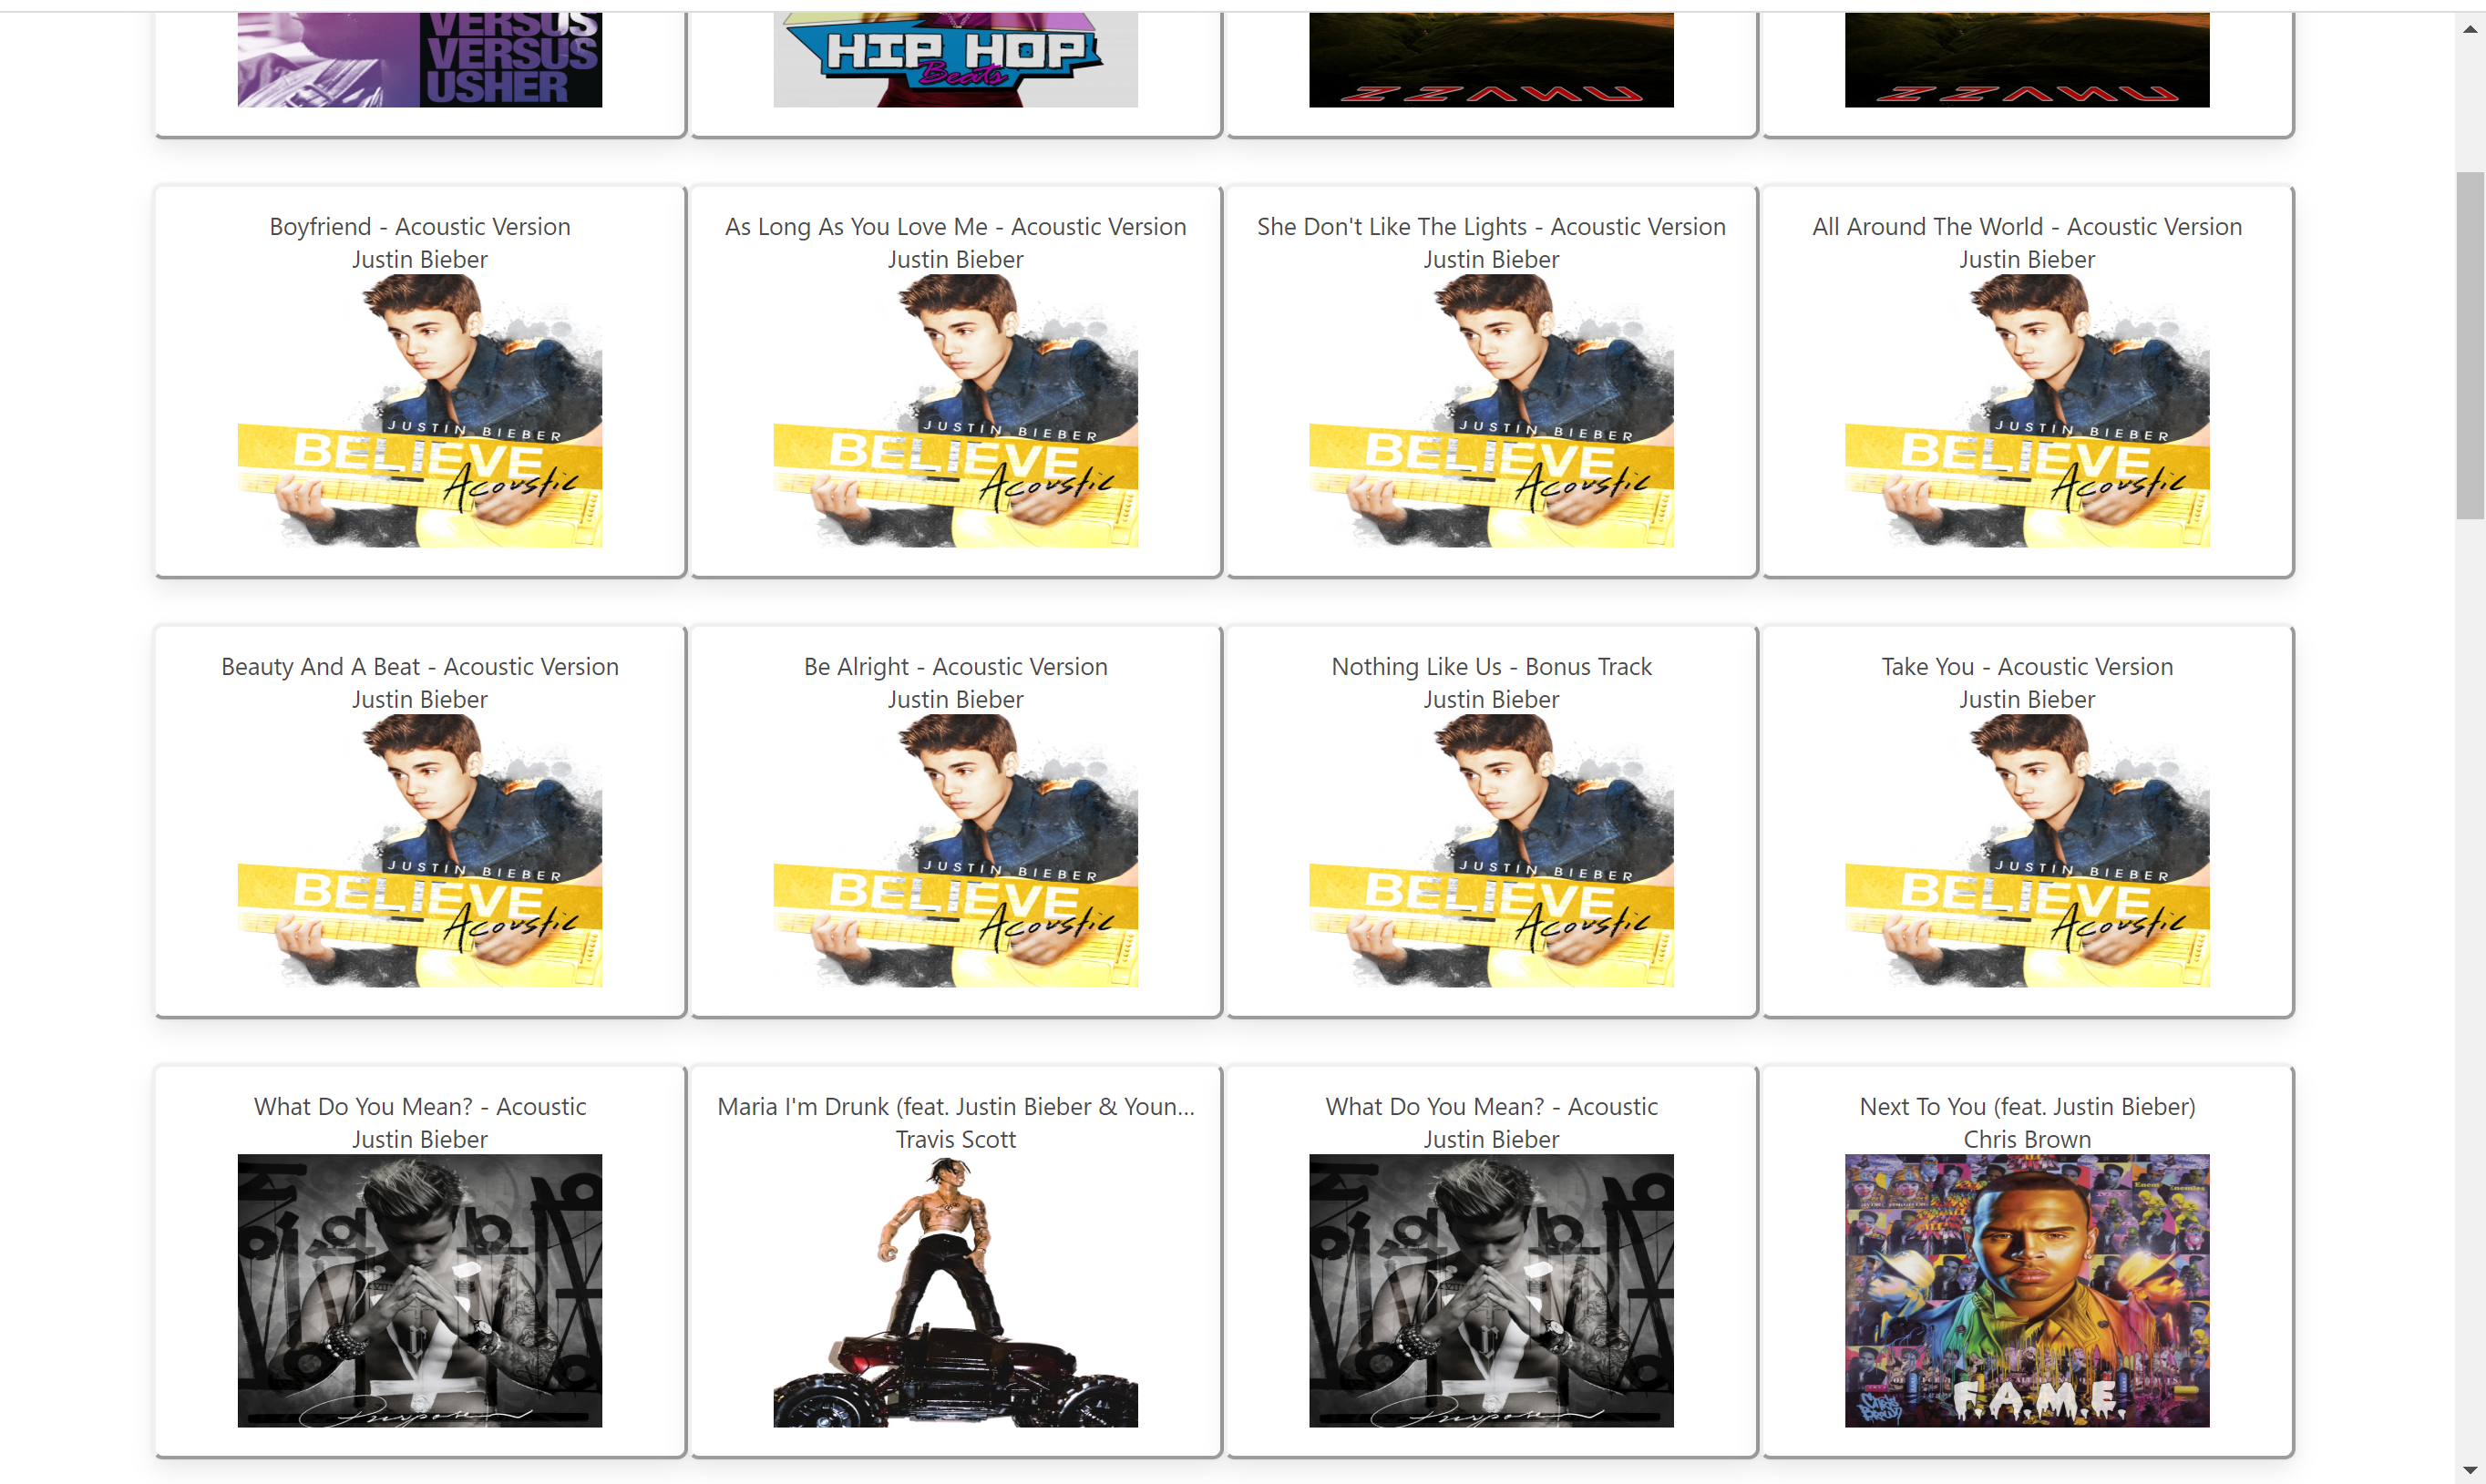 VERSUS
VERSUS
USHER
HIP HOP
Beats
Boyfriend - Acoustic Version
Justin Bieber
JUSTIN BIEBER
BELIEVE
Acoustic
As Long As You Love Me - Acoustic Version
Justin Bieber
JUSTIN BIEBER
BELIEVE
Acoustic
She Don't Like The Lights - Acoustic Version
Justin Bieber
JUSTIN BIEBER
BELIEVE
Acoustic
All Around The World - Acoustic Version
Justin Bieber
JUSTIN BIEBER
BELIEVE
Acoustic
Beauty And A Beat - Acoustic Version
Justin Bieber
JUSTIN BIEBER
BELIEVE
Acoustic
Be Alright - Acoustic Version
Justin Bieber
JUSTIN BIEBER
BELIEVE
Acoustic
Nothing Like Us - Bonus Track
Justin Bieber
JUSTIN BIEBER
BELIEVE
Acoustic
Take You - Acoustic Version
Justin Bieber
JUSTIN BIEBER
BELIEVE
Acoustic
What Do You Mean? - Acoustic
Justin Bieber
Purpose
Maria I'm Drunk (feat. Justin Bieber & Youn...
Travis Scott
What Do You Mean? - Acoustic
Justin Bieber
Purpose
Next To You (feat. Justin Bieber)
Chris Brown
F.A.M.E.
Chris Brown